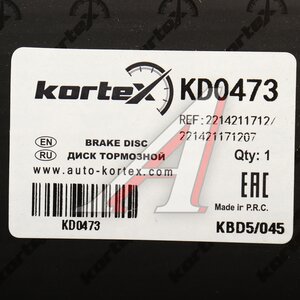 kortex KD0473
REF:2214211712/
221421171207
EN BRAKE DISC
RU ДИСК ТОРМОЗНОЙ
Qty: 1
www.auto-kortex.com
EAC
Made in P.R.C.
KD0473
KBD5/045